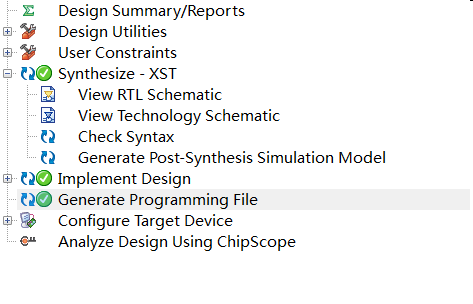 Design Summary/Reports
Design Utilities
User Constraints
Synthesize - XST
View RTL Schematic
View Technology Schematic
Check Syntax
Generate Post-Synthesis Simulation Model
Implement Design
Generate Programming File
Configure Target Device
Analyze Design Using ChipScope